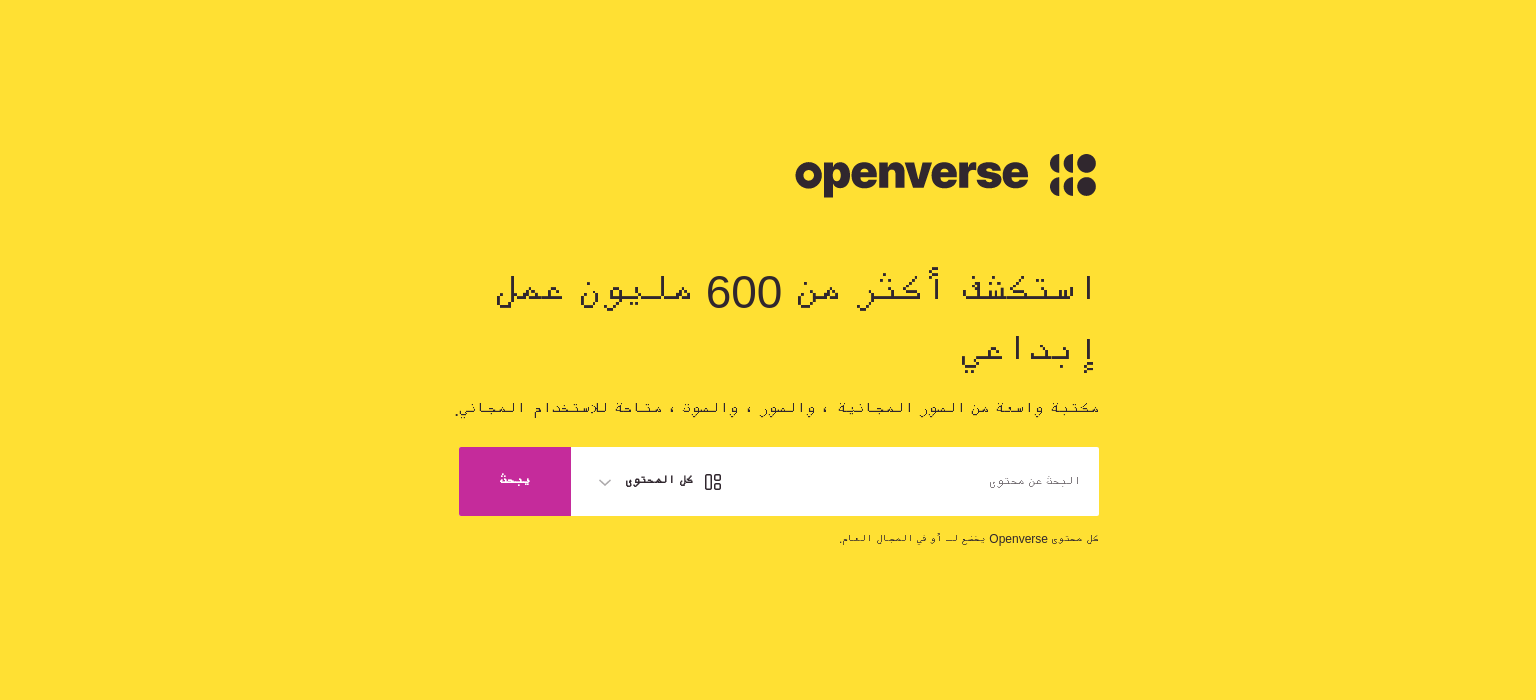 openverse
استكشف أكثر من 600 مليون عمل
إبداعي
مكتبة واسعة من الصور المجانية ، والصور ، والصوت ، متاحة للاستخدام المجاني.
البحث عن محتوى
كل المحتوى
يبحث
كل محتوى Openverse يخضع لـ أو في المجال العام.